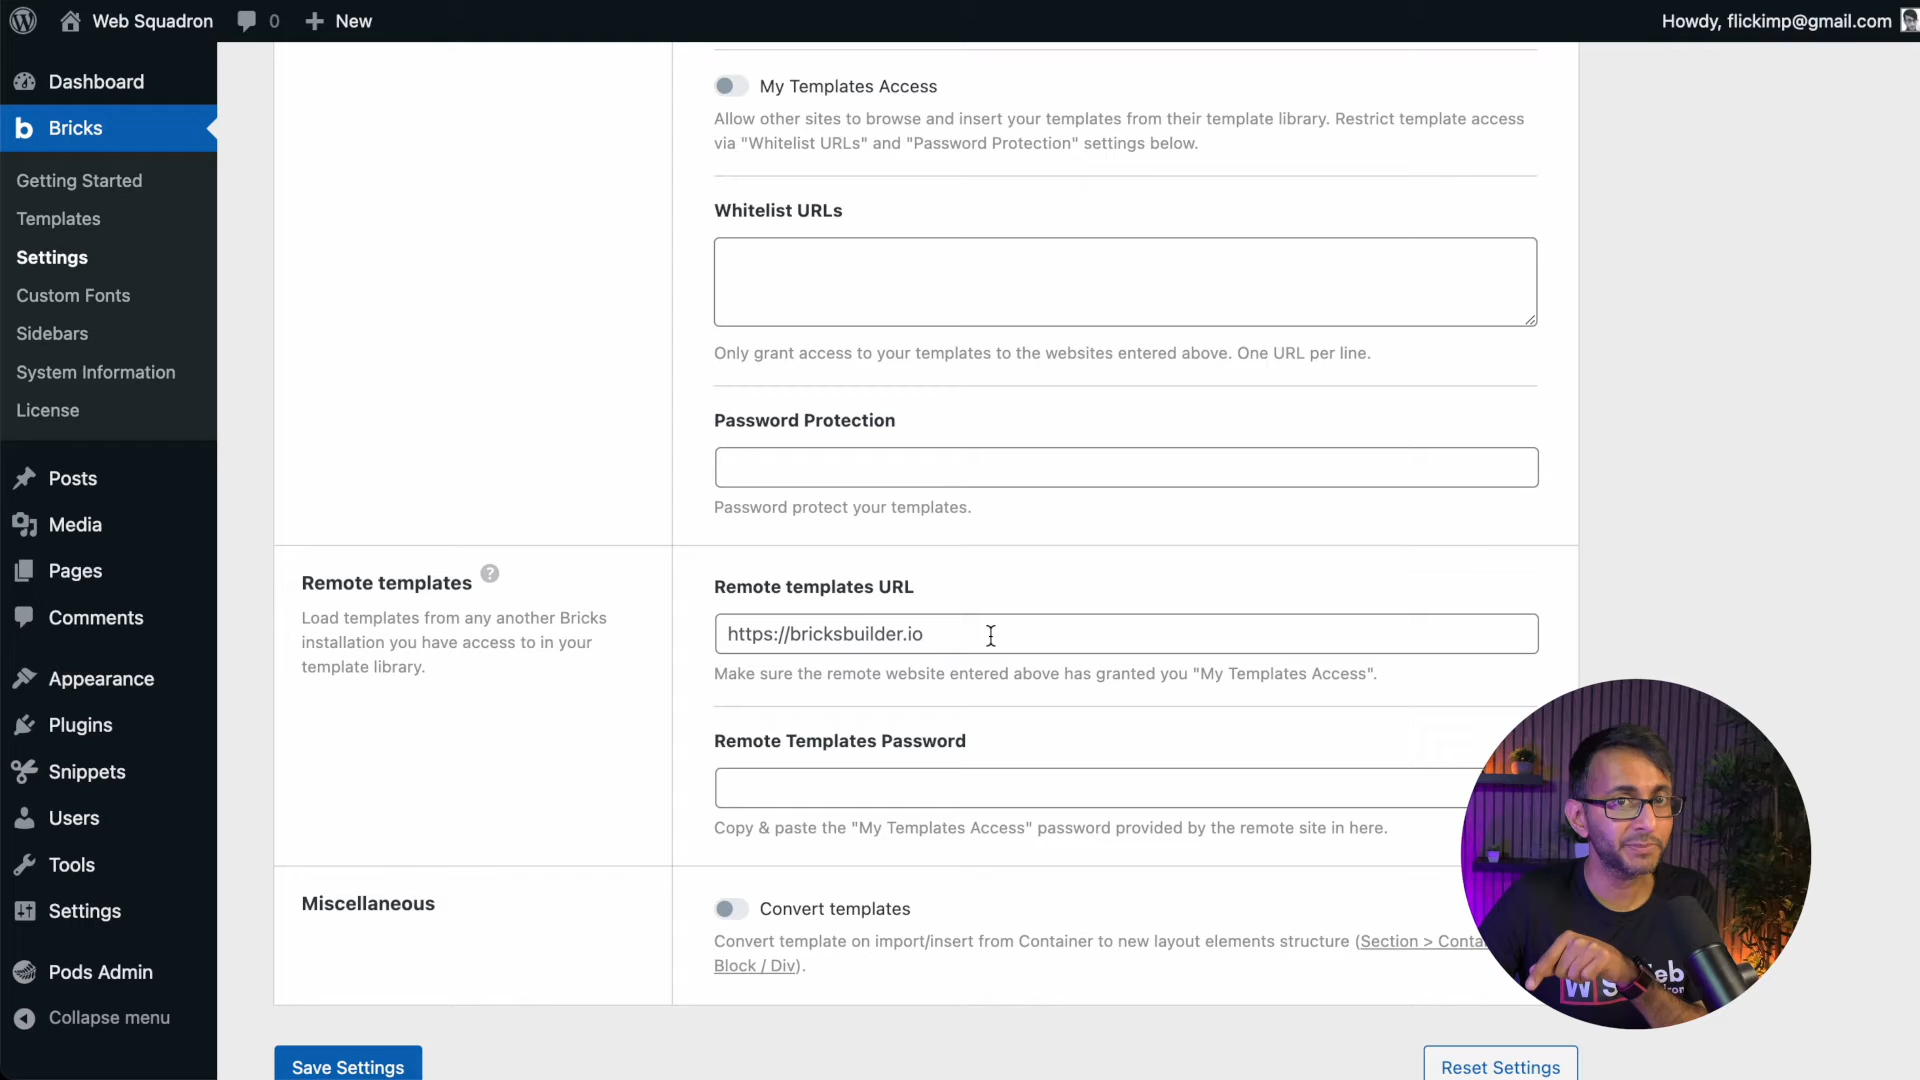 Web Squadron
0
New
Howdy, flickimp@gmail.com
Dashboard
Bricks
Getting Started
Templates
Settings
Custom Fonts
Sidebars
System Information
License
Posts
Media
Pages
Comments
Appearance
Plugins
Snippets
Users
Tools
Settings
Pods Admin
Collapse menu
My Templates Access
Allow other sites to browse and insert your templates from their template library. Restrict template access
via "Whitelist URLs" and "Password Protection" settings below.
Whitelist URLs
Only grant access to your templates to the websites entered above. One URL per line.
Password Protection
Password protect your templates.
Remote templates ?
Load templates from any another Bricks
installation you have access to in your
template library.
Remote templates URL
https://bricksbuilder.io
Make sure the remote website entered above has granted you "My Templates Access".
Remote Templates Password
Copy & paste the "My Templates Access" password provided by the remote site in here.
Miscellaneous
Convert templates
Convert template on import/insert from Container to new layout elements structure (Section >
Block / Div).
Save Settings
Reset Settings